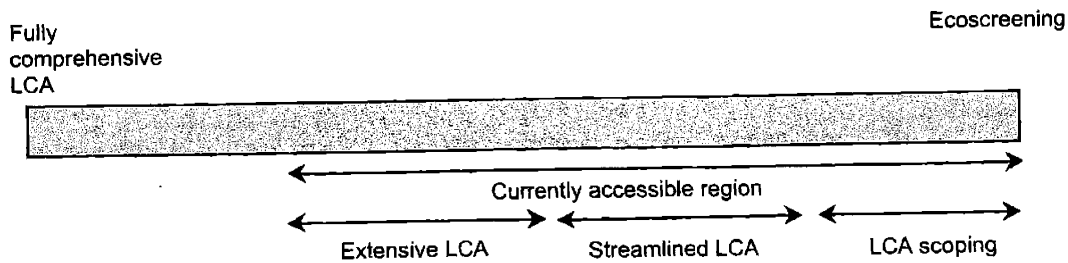 Fully
comprehensive
LCA
Ecoscreening
Currently accessible region
Extensive LCA
Streamlined LCA
LCA scoping